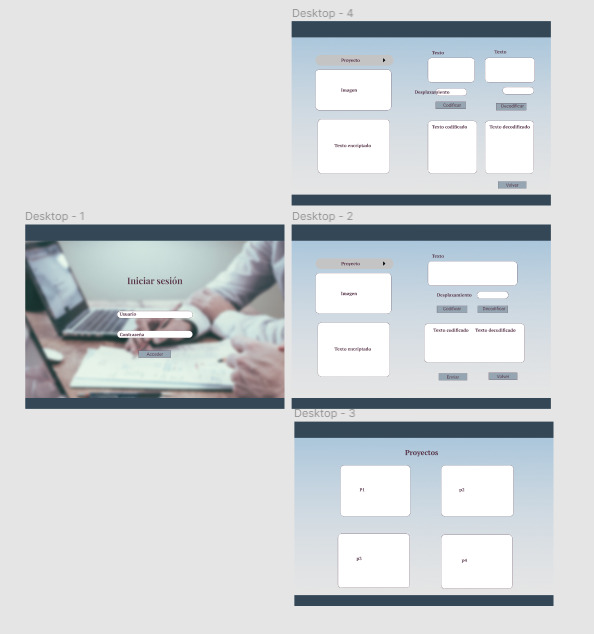 Desktop - 4
Proyecto
Imagen
Texto encriptado
Texto
Texto
Desplazamiento
Codificar
Decodificar
Texto codificado
Texto decodificado
Volver
Desktop - 1
Iniciar sesión
Usuario
Contraseña
Acceder
Desktop - 2
Proyecto
Imagen
Texto encriptado
Texto
Desplazamiento
Codificar
Decodificar
Texto codificado
Texto decodificado
Enviar
Volver
Desktop - 3
Proyectos
P1
p2
p3
p4